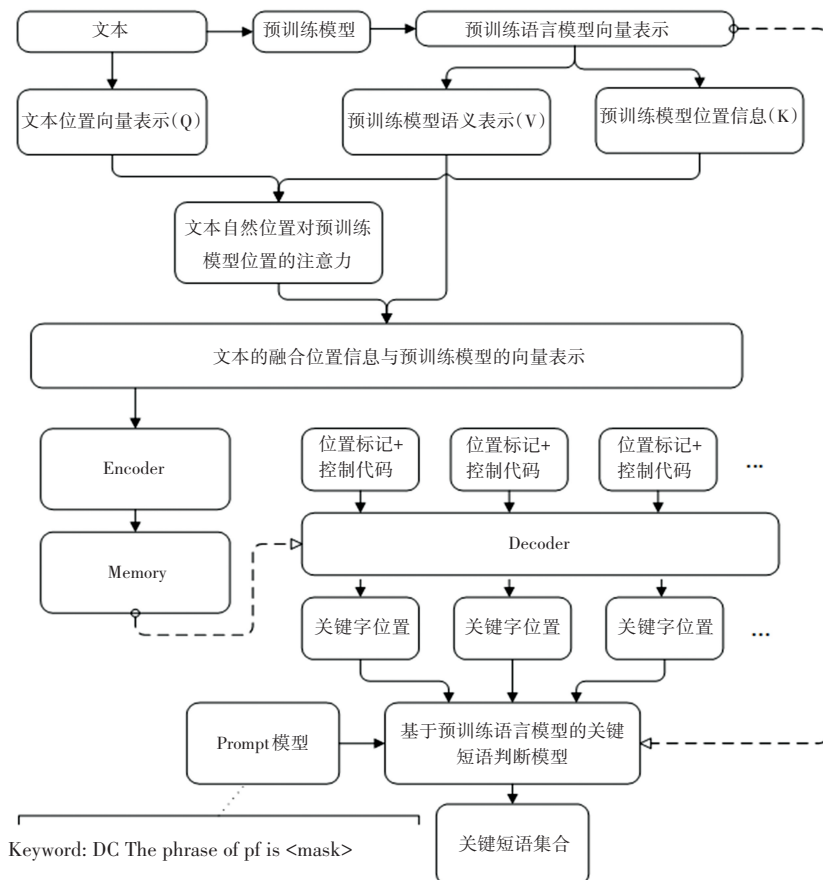 文本
预训练模型
预训练语言模型向量表示
文本位置向量表示(Q)
预训练模型语义表示(V)
预训练模型位置信息(K)
文本自然位置对预训练
模型位置的注意力
文本的融合位置信息与预训练模型的向量表示
Encoder
位置标记+
控制代码
位置标记+
控制代码
位置标记+
控制代码
...
Memory
Decoder
关键字位置
关键字位置
关键字位置
...
Prompt模型
基于预训练语言模型的关键
短语判断模型
Keyword: DC The phrase of pf is <mask>
关键短语集合